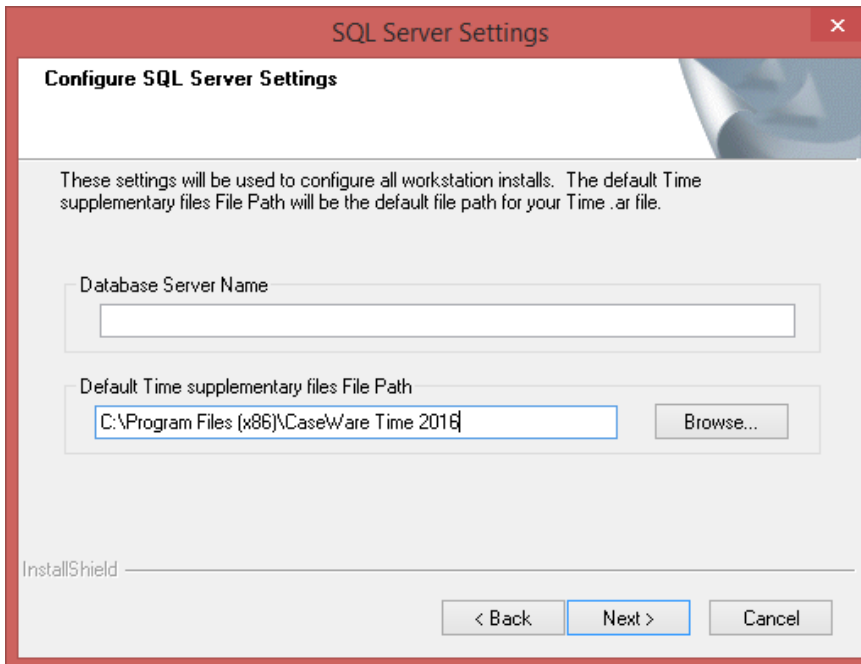 SQL Server Settings
Configure SQL Server Settings
These settings will be used to configure all workstation installs. The default Time
supplementary files File Path will be the default file path for your Time .ar file.
Database Server Name
Default Time supplementary files File Path
C:\Program Files (x86)\CaseWare Time 2016
Browse...
InstallShield
< Back
Next >
Cancel